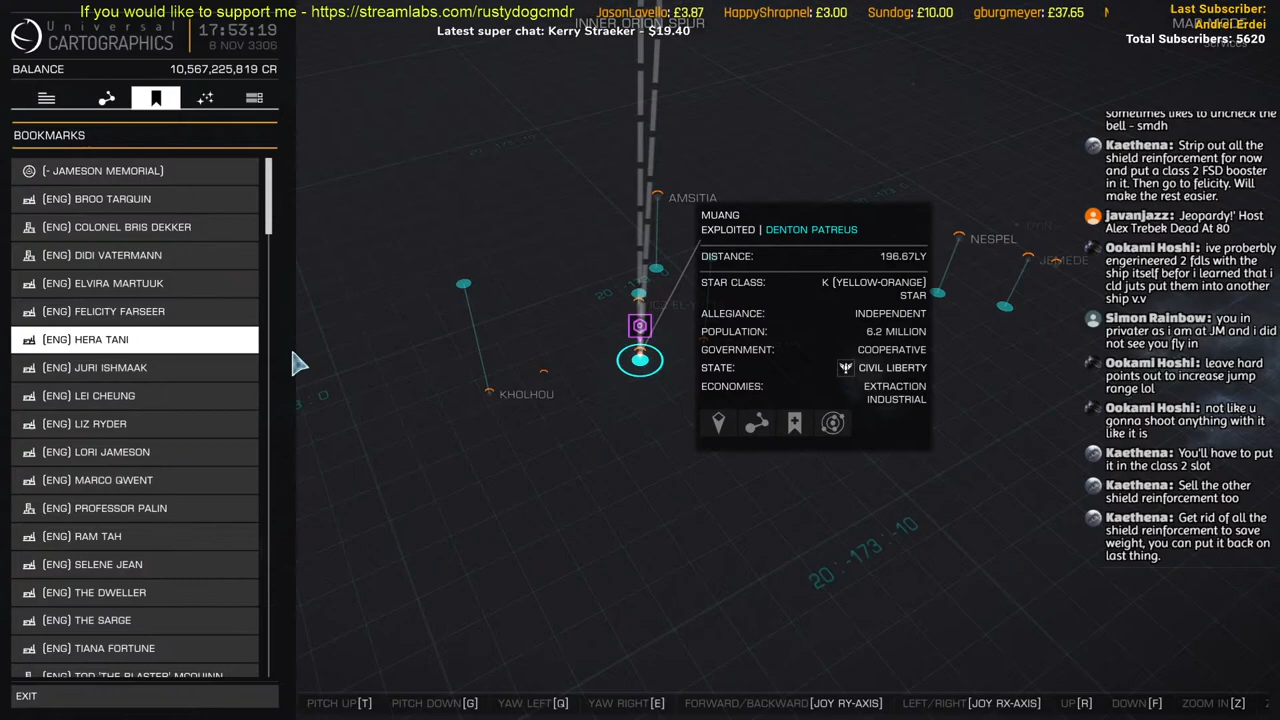 If you would like to support me - https://streamlabs.com/rustydogcmdr
JasonLovello: £3.87 HappyShrapnel: £3.00 Sundog: £10.00 gburgmeyer: £37.65
Latest super chat: Kerry Straeker - $19.40
Last Subscriber:
Andrei Erdei
Total Subscribers: 5620
INNER ORION SPUR
Services
Universal
CARTOGRAPHICS
17:53:19
8 NOV 3306
BALANCE 10,567,225,819 CR
BOOKMARKS
(- JAMESON MEMORIAL)
(ENG) BROO TARQUIN
(ENG) COLONEL BRIS DEKKER
(ENG) DIDI VATERMANN
(ENG) ELVIRA MARTUUK
(ENG) FELICITY FARSEER
(ENG) HERA TANI
(ENG) JURI ISHMAAK
(ENG) LEI CHEUNG
(ENG) LIZ RYDER
(ENG) LORI JAMESON
(ENG) MARCO QWENT
(ENG) PROFESSOR PALIN
(ENG) RAM TAH
(ENG) SELENE JEAN
(ENG) THE DWELLER
(ENG) THE SARGE
(ENG) TIANA FORTUNE
(ENG) TOD 'THE BLASTER' MCQUINN
EXIT
AMSITIA
KHOLHOU
NESPEL
JEMEDE
20 : -173 : -10
MUANG
EXPLOITED | DENTON PATREUS
DISTANCE: 196.67LY
STAR CLASS: K (YELLOW-ORANGE)
STAR
ALLEGIANCE: INDEPENDENT
POPULATION: 6.2 MILLION
GOVERNMENT: COOPERATIVE
STATE: CIVIL LIBERTY
ECONOMIES: EXTRACTION
INDUSTRIAL
sometimes likes to uncheck the
bell - smdh
Kaethena: Strip out all the
shield reinforcement for now
and put a class 2 FSD booster
in it. Then go to felicity. Will
make the rest easier.
javanjazz: Jeopardy!' Host
Alex Trebek Dead At 80
Ookami Hoshi: ive proberbly
engerineered 2 fdls with the
ship itself befor i learned that i
cld juts put them into another
ship v.v
Simon Rainbow: you in
privater as i am at JM and i did
not see you fly in
Ookami Hoshi: leave hard
points out to increase jump
range lol
Ookami Hoshi: not like u
gonna shoot anything with it
like it is
Kaethena: You'll have to put
it in the class 2 slot
Kaethena: Sell the other
shield reinforcement too
Kaethena: Get rid of all the
shield reinforcement to save
weight, you can put it back on
last thing.
PITCH UP[T] PITCH DOWN[G] YAW LEFT[Q] YAW RIGHT[E] FORWARD/BACKWARD[JOY RY-AXIS] LEFT/RIGHT[JOY RX-AXIS] UP[R] DOWN[F] ZOOM IN[Z]